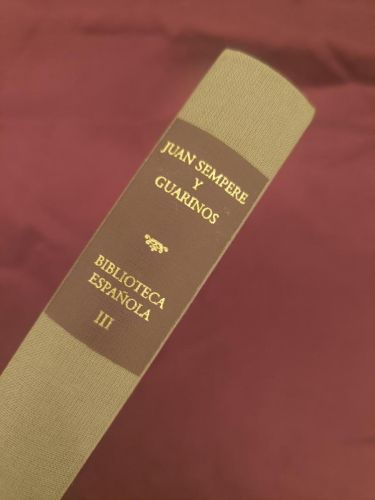 JUAN SEMPERE
Y
GUARINOS
BIBLIOTECA
ESPAÑOLA
III